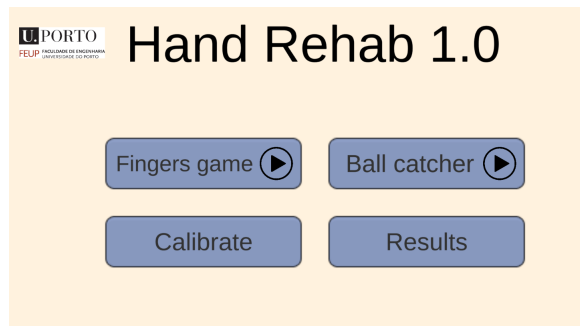 U.PORTO
FEUP FACULDADE DE ENGENHARIA
UNIVERSIDADE DO PORTO
Hand Rehab 1.0
Fingers game
Ball catcher
Calibrate
Results